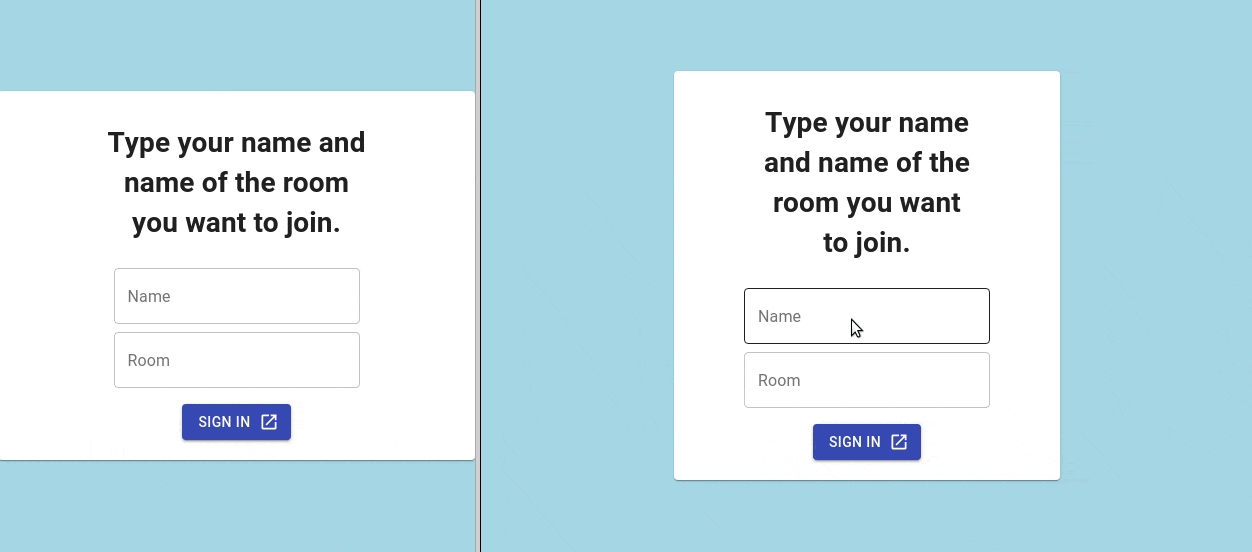 Type your name and
name of the room
you want to join.
Name
Room
SIGN IN
Type your name
and name of the
room you want
to join.
Name
Room
SIGN IN